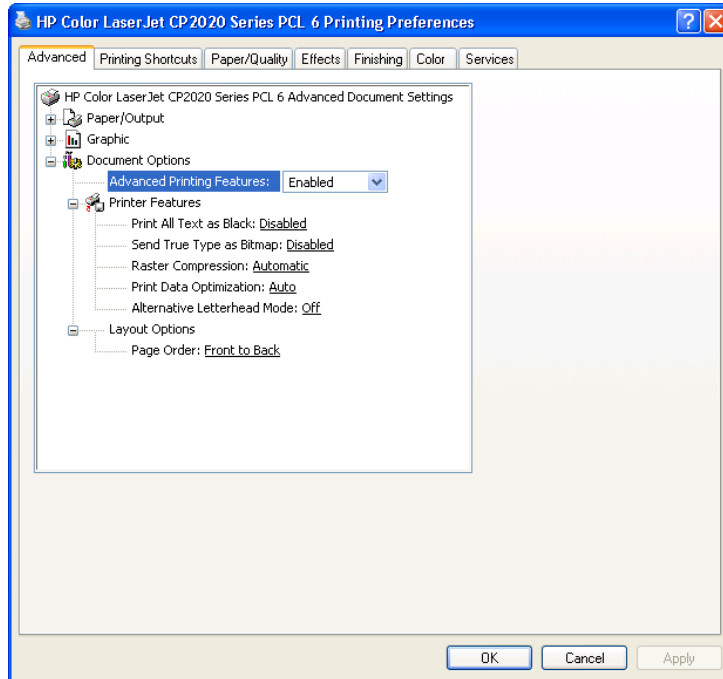 HP Color LaserJet CP2020 Series PCL 6 Printing Preferences
Advanced Printing Shortcuts Paper/Quality Effects Finishing Color Services
HP Color LaserJet CP2020 Series PCL 6 Advanced Document Settings
Paper/Output
Graphic
Document Options
Advanced Printing Features: Enabled
Printer Features
Print All Text as Black: Disabled
Send True Type as Bitmap: Disabled
Raster Compression: Automatic
Print Data Optimization: Auto
Alternative Letterhead Mode: Off
Layout Options
Page Order: Front to Back
OK Cancel Apply